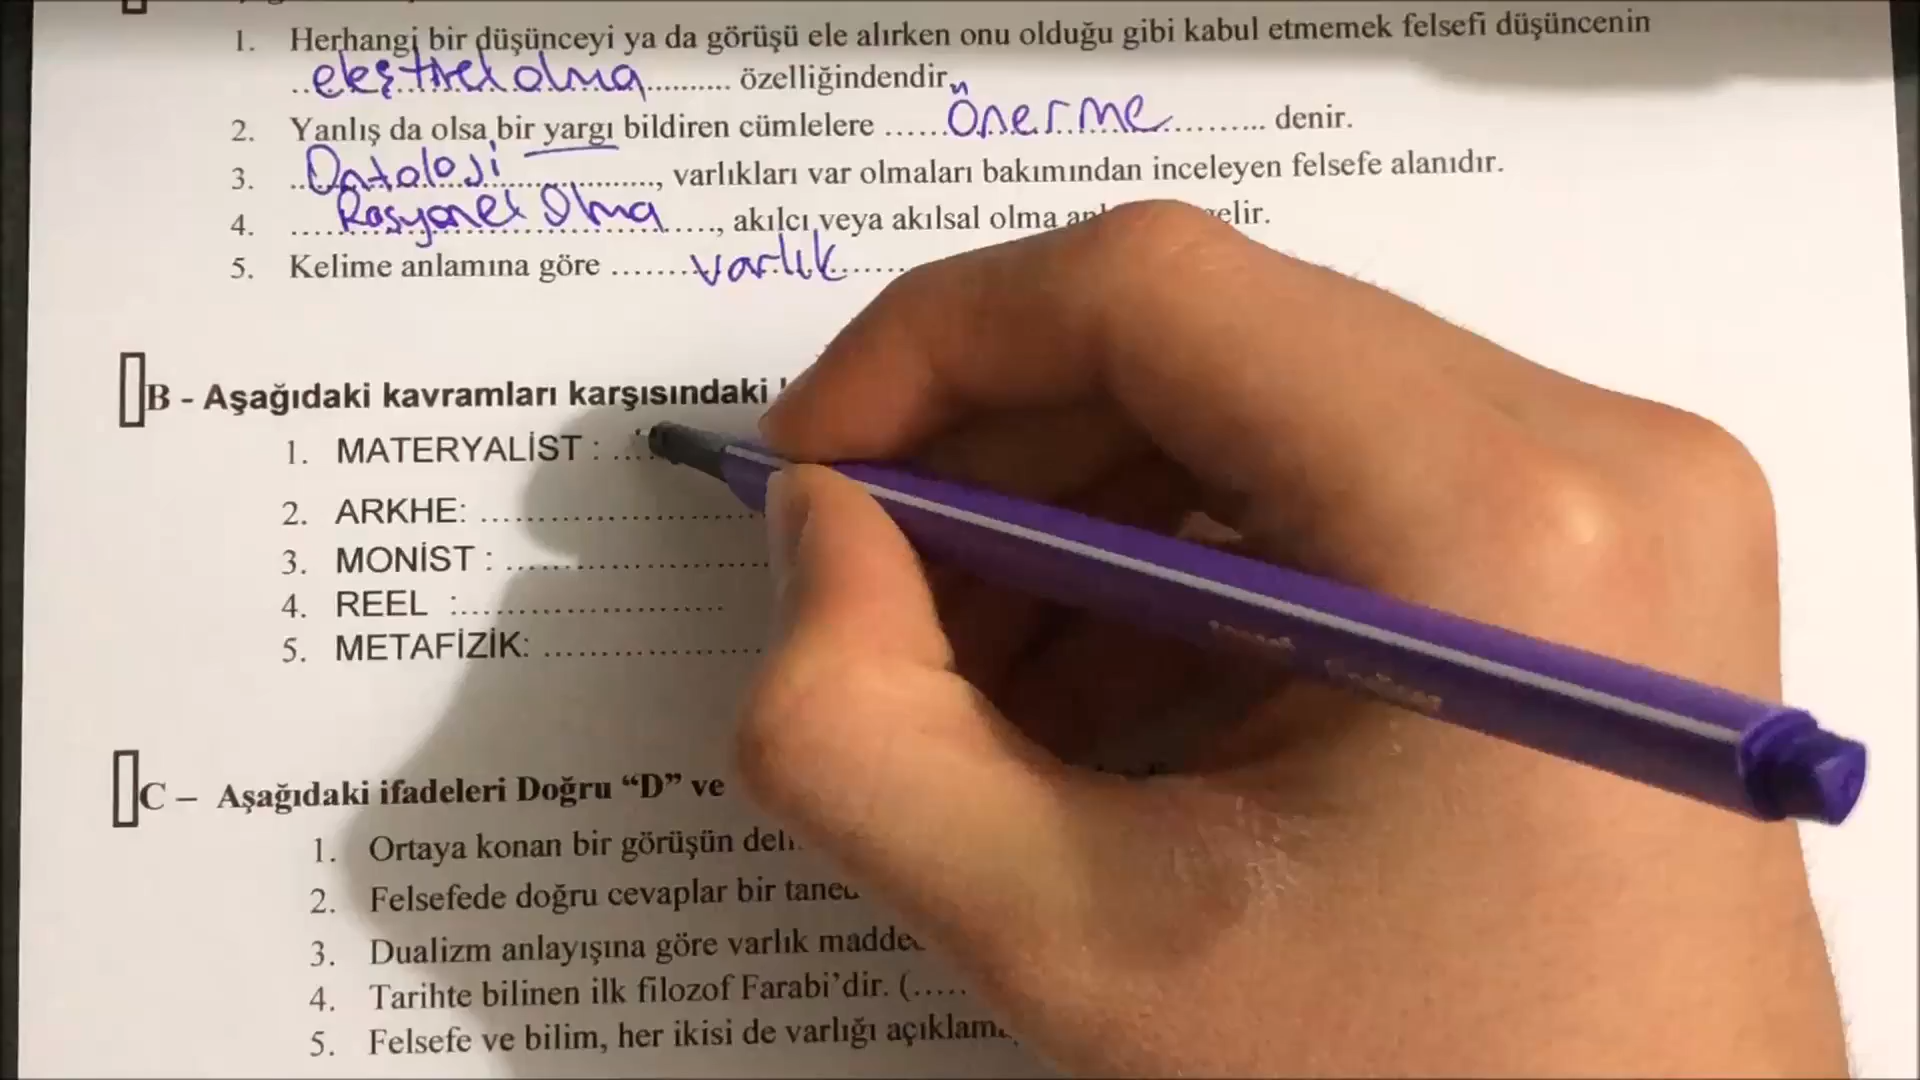 1. Herhangi bir düşünceyi ya da görüşü ele alırken onu olduğu gibi kabul etmemek felsefi düşüncenin
..eleştirel olma.......... özelliğindendir.
2. Yanlış da olsa bir yargı bildiren cümlelere ......Önerme........... denir.
3. ..Ontoloji..................., varlıkları var olmaları bakımından inceleyen felsefe alanıdır.
4. ......Rasyonel Olma......, akılcı veya akılsal olma gelir.
5. Kelime anlamına göre .......varlık......
B - Aşağıdaki kavramları karşısındaki
1. MATERYALİST : ....
2. ARKHE: ..............................
3. MONİST : ............................
4. REEL :............................
5. METAFİZİK: ......................
C – Aşağıdaki ifadeleri Doğru “D” ve
1. Ortaya konan bir görüşün
2. Felsefede doğru cevaplar bir
3. Dualizm anlayışına göre varlık
4. Tarihte bilinen ilk filozof Farabi’dir. (.....
5. Felsefe ve bilim, her ikisi de varlığı